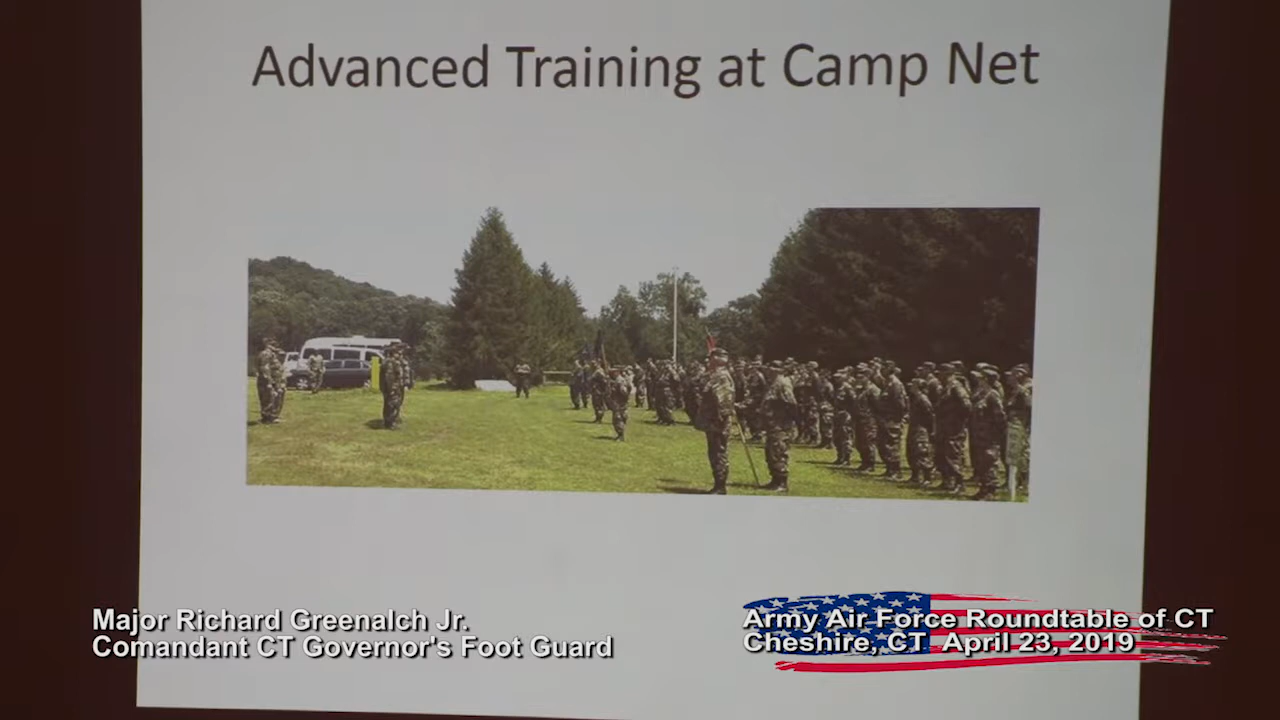 Advanced Training at Camp Net
Major Richard Greenalch Jr.
Comandant CT Governor's Foot Guard
Army Air Force Roundtable of CT
Cheshire, CT April 23, 2019